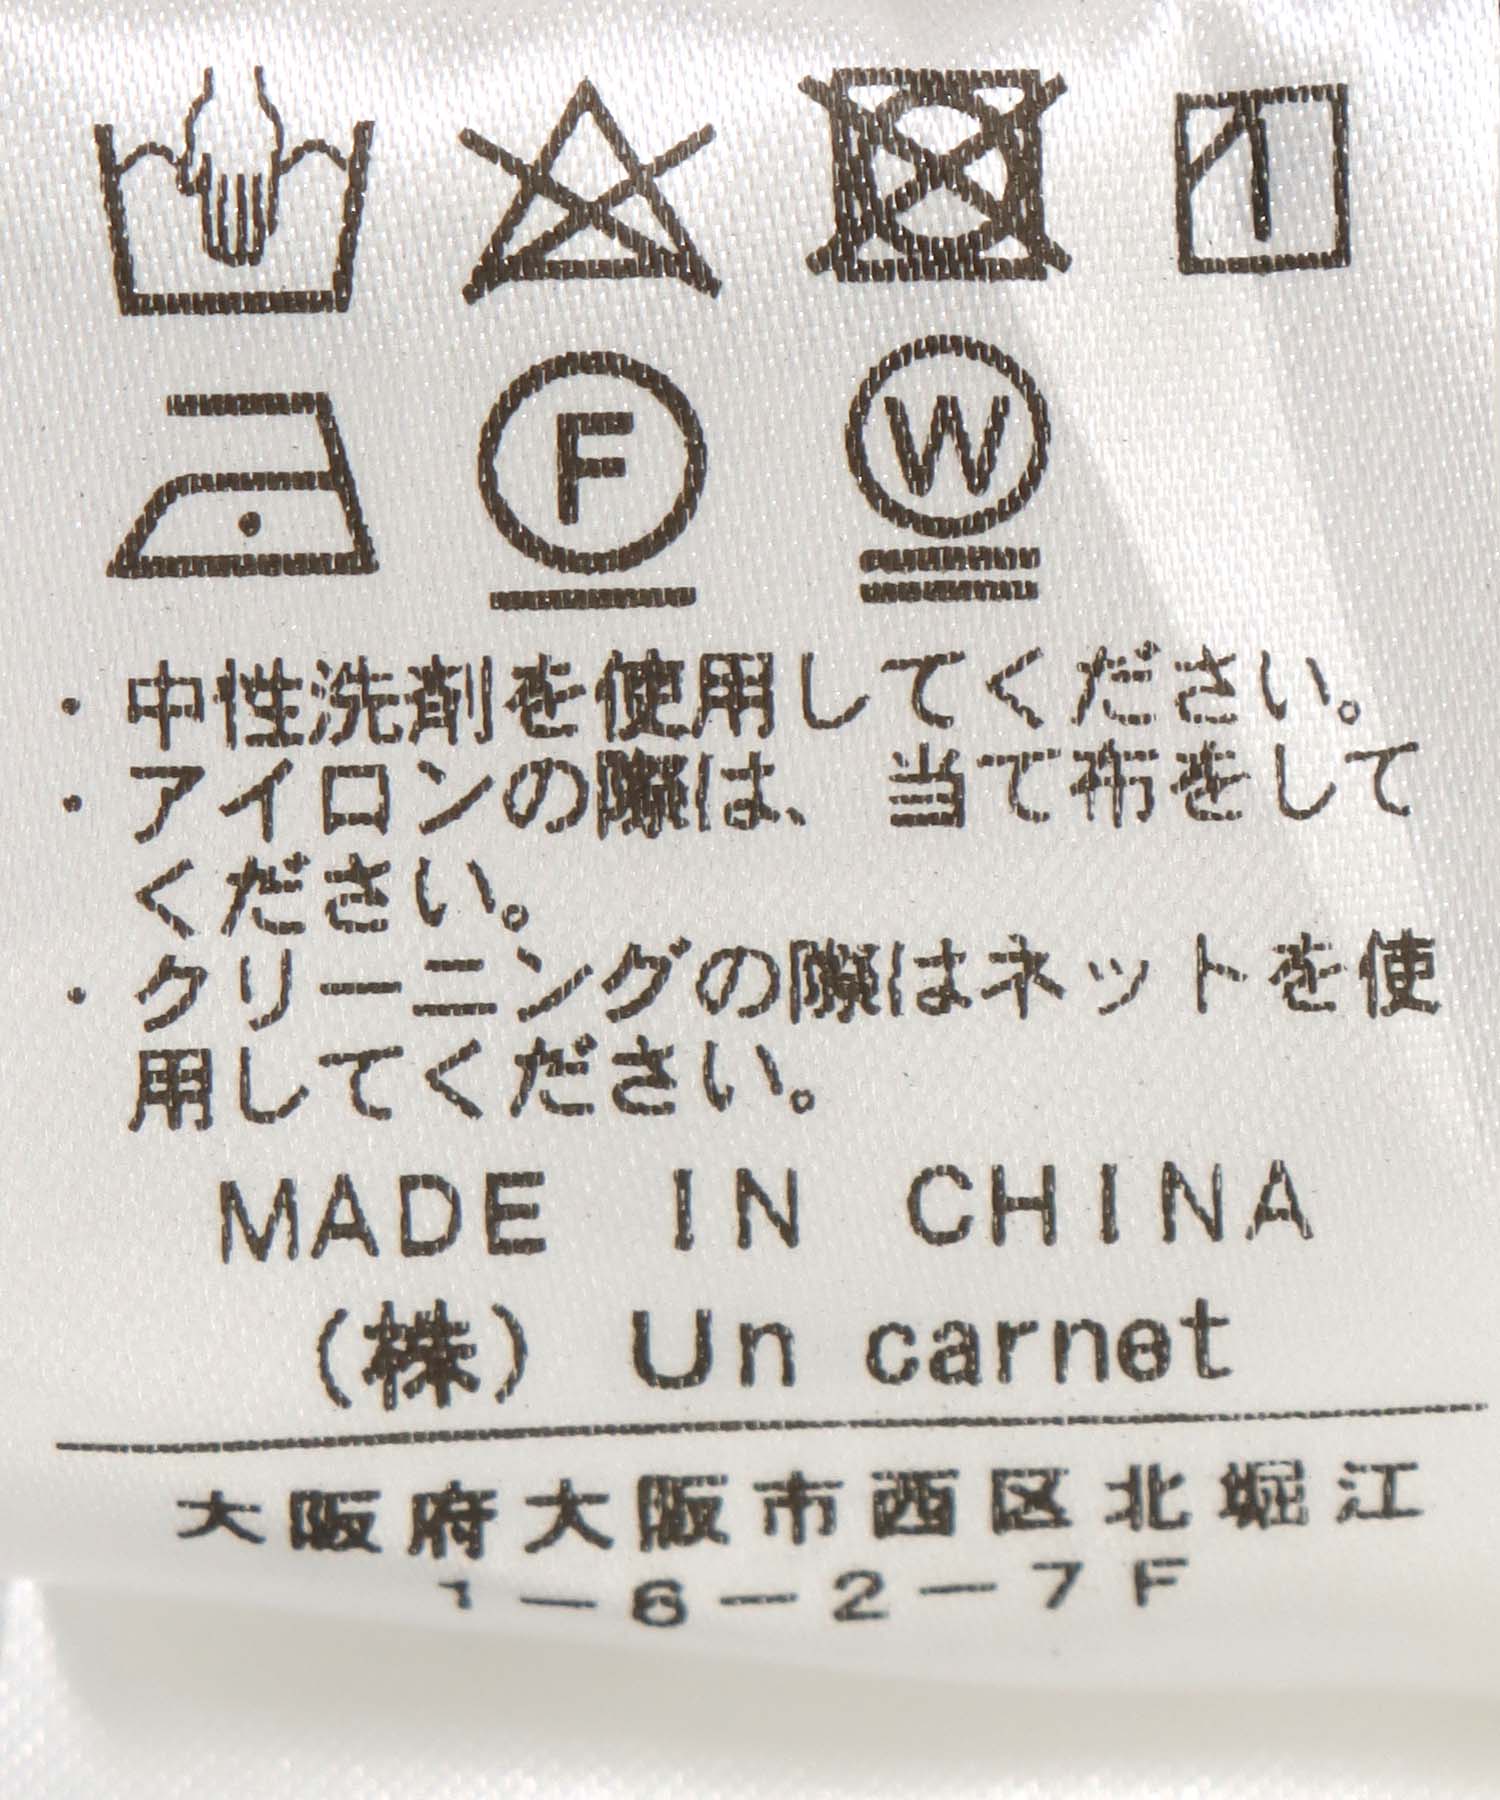 F W
・中性洗剤を使用してください。
・アイロンの際は、当て布をして
ください。
・クリーニングの際はネットを使
用してください。
MADE IN CHINA
(株) Un carnet
大阪府大阪市西区北堀江
1－6－2－7F